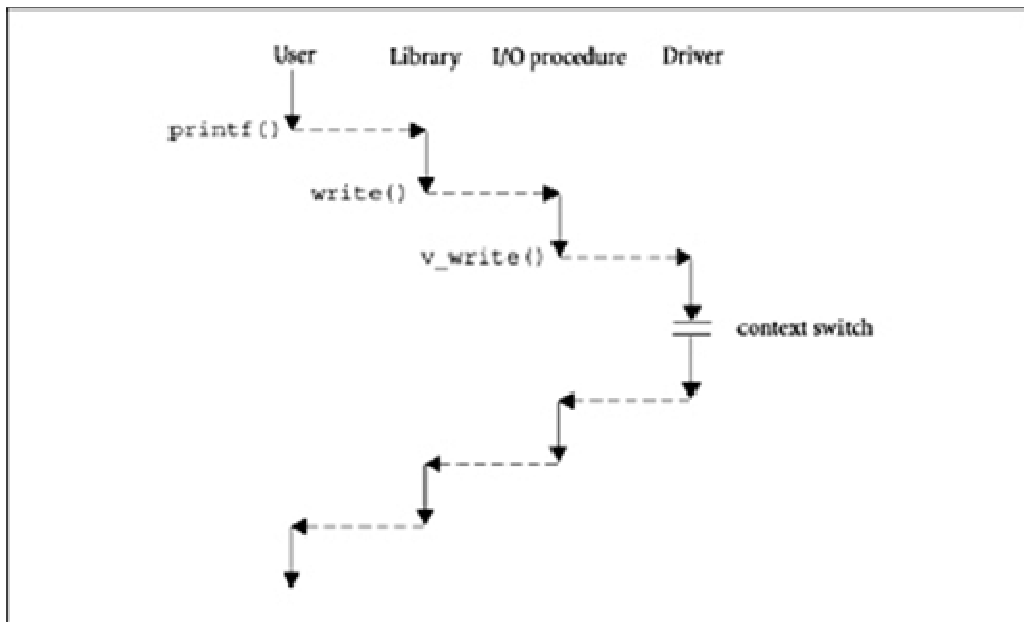 User Library I/O procedure Driver
printf()
write()
v_write()
context switch